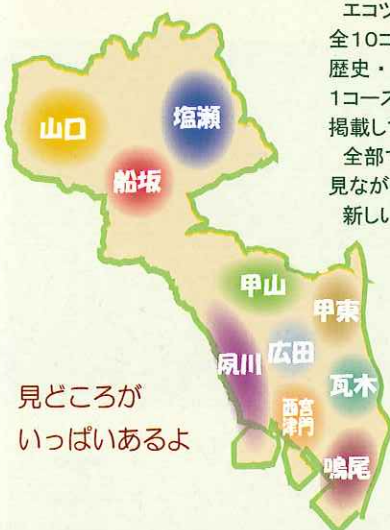 エコツ
全10コ
歴史・
1コース
掲載し
全部
見なが
新しい
山口
塩瀬
船坂
甲山
甲東
広田
夙川
瓦木
西宮
津門
鳴尾
見どころが
いっぱいあるよ